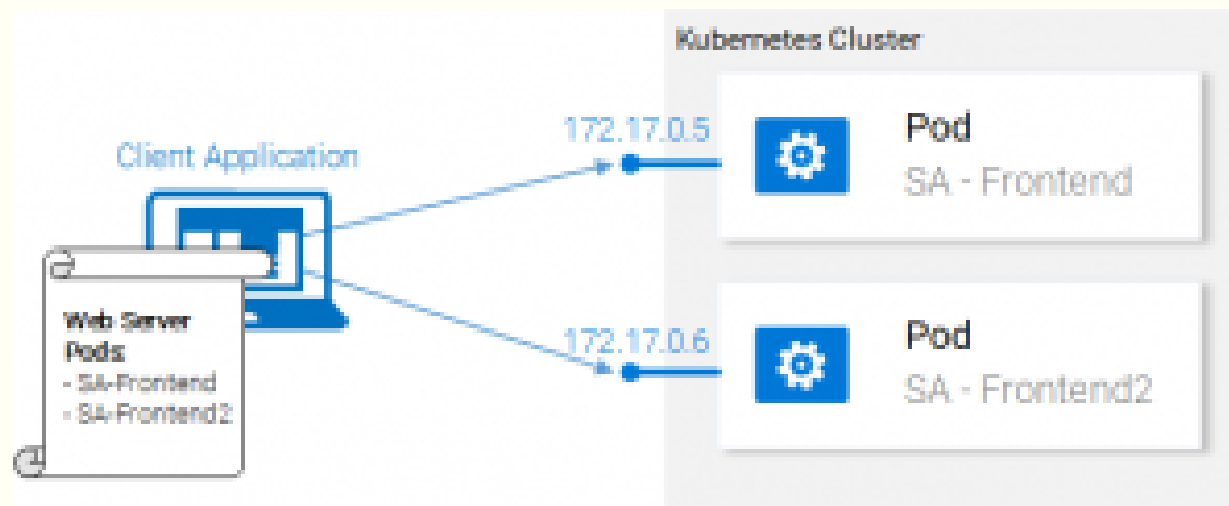 Kubernetes Cluster
172.17.0.5
Pod
SA - Frontend
Client Application
Web Server
Pods:
- SA-Frontend
- SA-Frontend2
172.17.0.6
Pod
SA - Frontend2